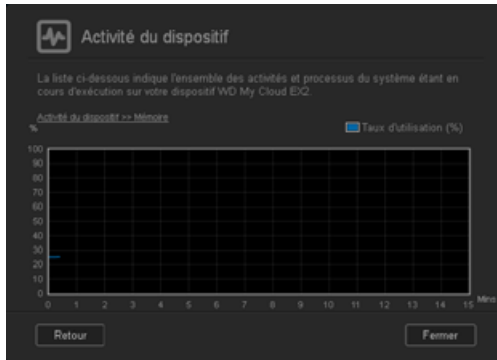 Activité du dispositif
La liste ci-dessous indique l'ensemble des activités et processus du système étant en
cours d'exécution sur votre dispositif WD My Cloud EX2.
Activité du dispositif >> Mémoire
%
Taux d'utilisation (%)
100
90
80
70
60
50
40
30
20
10
0
0 1 2 3 4 5 6 7 8 9 10 11 12 13 14 15 Mins
Retour Fermer